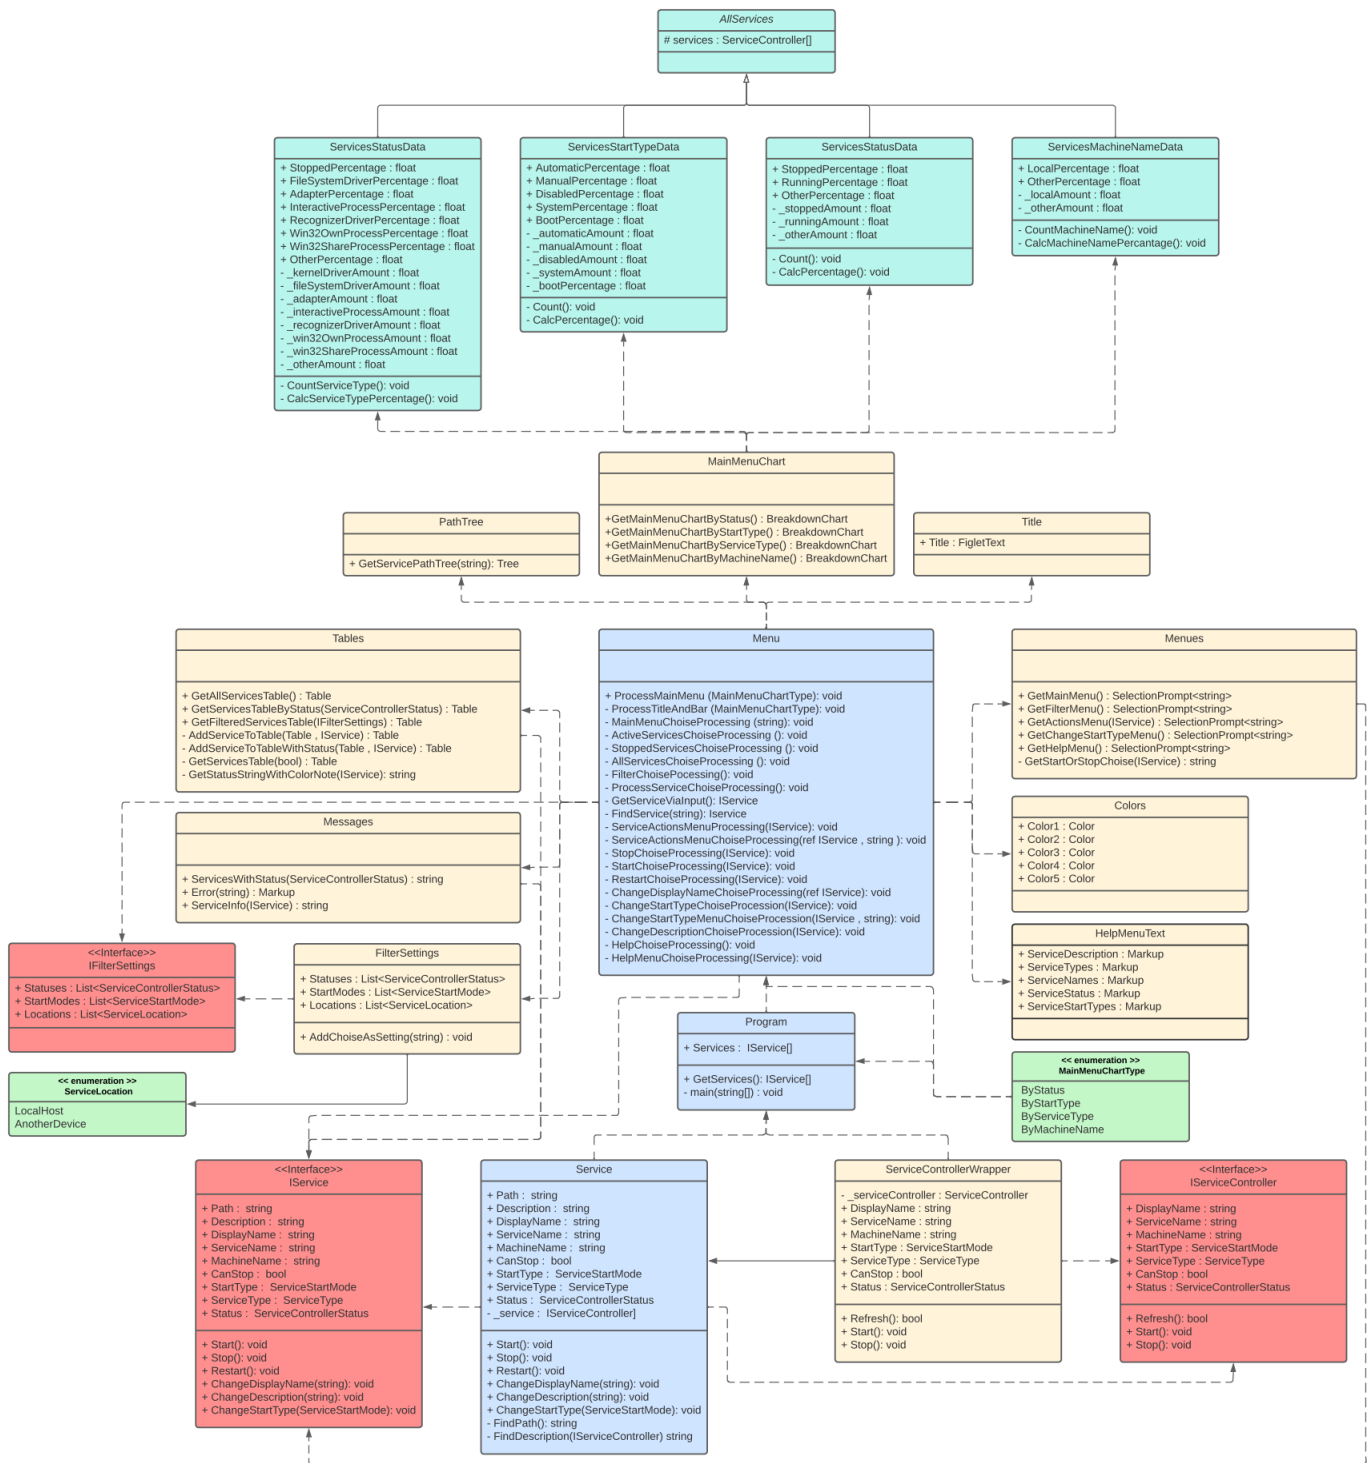 AllServices
# services : ServiceController[]
ServicesStatusData
+ StoppedPercentage : float
+ FileSystemDriverPercentage : float
+ AdapterPercentage : float
+ InteractiveProcessPercentage : float
+ RecognizerDriverPercentage : float
+ Win32OwnProcessPercentage : float
+ Win32ShareProcessPercentage : float
+ OtherPercentage : float
- _kernelDriverAmount : float
- _fileSystemDriverAmount : float
- _adapterAmount : float
- _interactiveProcessAmount : float
- _recognizerDriverAmount : float
- _win32OwnProcessAmount : float
- _win32ShareProcessAmount : float
- _otherAmount : float
- CountServiceType(): void
- CalcServiceTypePercentage(): void
ServicesStartTypeData
+ AutomaticPercentage : float
+ ManualPercentage : float
+ DisabledPercentage : float
+ SystemPercentage : float
+ BootPercentage : float
- _automaticAmount : float
- _manualAmount : float
- _disabledAmount : float
- _systemAmount : float
- _bootPercentage : float
- Count(): void
- CalcPercentage(): void
ServicesStatusData
+ StoppedPercentage : float
+ RunningPercentage : float
+ OtherPercentage : float
- _stoppedAmount : float
- _runningAmount : float
- _otherAmount : float
- Count(): void
- CalcPercentage(): void
ServicesMachineNameData
+ LocalPercentage : float
+ OtherPercentage : float
- _localAmount : float
- _otherAmount : float
- CountMachineName(): void
- CalcMachineNamePercantage(): void
MainMenuChart
+GetMainMenuChartByStatus() : BreakdownChart
+GetMainMenuChartByStartType() : BreakdownChart
+GetMainMenuChartByServiceType() : BreakdownChart
+GetMainMenuChartByMachineName() : BreakdownChart
PathTree
+ GetServicePathTree(string): Tree
Title
+ Title : FigletText
Tables
+ GetAllServicesTable() : Table
+ GetServicesTableByStatus(ServiceControllerStatus) : Table
+ GetFilteredServicesTable(IFilterSettings) : Table
- AddServiceToTable(Table , IService) : Table
- AddServiceToTableWithStatus(Table , IService) : Table
- GetServicesTable(bool) : Table
- GetStatusStringWithColorNote(IService): string
Menu
+ ProcessMainMenu (MainMenuChartType): void
- ProcessTitleAndBar (MainMenuChartType): void
- MainMenuChoiseProcessing (string): void
- ActiveServicesChoiseProcessing (): void
- StoppedServicesChoiseProcessing (): void
- AllServicesChoiseProcessing (): void
- FilterChoisePocessing(): void
- ProcessServiceChoiseProcessing(): void
- GetServiceViaInput(): IService
- FindService(string): Iservice
- ServiceActionsMenuProcessing(IService): void
- ServiceActionsMenuChoiseProcessing(ref IService , string ): void
- StopChoiseProcessing(IService): void
- StartChoiseProcessing(IService): void
- RestartChoiseProcessing(IService): void
- ChangeDisplayNameChoiseProcessing(ref IService): void
- ChangeStartTypeChoiseProcession(IService): void
- ChangeStartTypeMenuChoiseProcession(IService , string): void
- ChangeDescriptionChoiseProcession(IService): void
- HelpChoiseProcessing(): void
- HelpMenuChoiseProcessing(IService): void
Menues
+ GetMainMenu() : SelectionPrompt<string>
+ GetFilterMenu() : SelectionPrompt<string>
+ GetActionsMenu(IService) : SelectionPrompt<string>
+ GetChangeStartTypeMenu() : SelectionPrompt<string>
+ GetHelpMenu() : SelectionPrompt<string>
- GetStartOrStopChoise(IService) : string
Messages
+ ServicesWithStatus(ServiceControllerStatus) : string
+ Error(string) : Markup
+ ServiceInfo(IService) : string
Colors
+ Color1 : Color
+ Color2 : Color
+ Color3 : Color
+ Color4 : Color
+ Color5 : Color
<<Interface>>
IFilterSettings
+ Statuses : List<ServiceControllerStatus>
+ StartModes : List<ServiceStartMode>
+ Locations : List<ServiceLocation>
FilterSettings
+ Statuses : List<ServiceControllerStatus>
+ StartModes : List<ServiceStartMode>
+ Locations : List<ServiceLocation>
+ AddChoiseAsSetting(string) : void
HelpMenuText
+ ServiceDescription : Markup
+ ServiceTypes : Markup
+ ServiceNames : Markup
+ ServiceStatus : Markup
+ ServiceStartTypes : Markup
Program
+ Services :  IService[]
+ GetServices(): IService[]
- main(string[]) : void
<< enumeration >>
ServiceLocation
LocalHost
AnotherDevice
<< enumeration >>
MainMenuChartType
ByStatus
ByStartType
ByServiceType
ByMachineName
<<Interface>>
IService
+ Path :  string
+ Description :  string
+ DisplayName :  string
+ ServiceName :  string
+ MachineName :  string
+ CanStop :  bool
+ StartType :  ServiceStartMode
+ ServiceType :  ServiceType
+ Status :  ServiceControllerStatus
+ Start(): void
+ Stop(): void
+ Restart(): void
+ ChangeDisplayName(string): void
+ ChangeDescription(string): void
+ ChangeStartType(ServiceStartMode): void
Service
+ Path :  string
+ Description :  string
+ DisplayName :  string
+ ServiceName :  string
+ MachineName :  string
+ CanStop :  bool
+ StartType :  ServiceStartMode
+ ServiceType :  ServiceType
+ Status :  ServiceControllerStatus
- _service :  IServiceController]
+ Start(): void
+ Stop(): void
+ Restart(): void
+ ChangeDisplayName(string): void
+ ChangeDescription(string): void
+ ChangeStartType(ServiceStartMode): void
- FindPath(): string
- FindDescription(IServiceController) string
ServiceControllerWrapper
- _serviceController : ServiceController
+ DisplayName : string
+ ServiceName : string
+ MachineName : string
+ StartType : ServiceStartMode
+ ServiceType : ServiceType
+ CanStop : bool
+ Status : ServiceControllerStatus
+ Refresh(): bool
+ Start(): void
+ Stop(): void
<<Interface>>
IServiceController
+ DisplayName : string
+ ServiceName : string
+ MachineName : string
+ StartType : ServiceStartMode
+ ServiceType : ServiceType
+ CanStop : bool
+ Status : ServiceControllerStatus
+ Refresh(): bool
+ Start(): void
+ Stop(): void